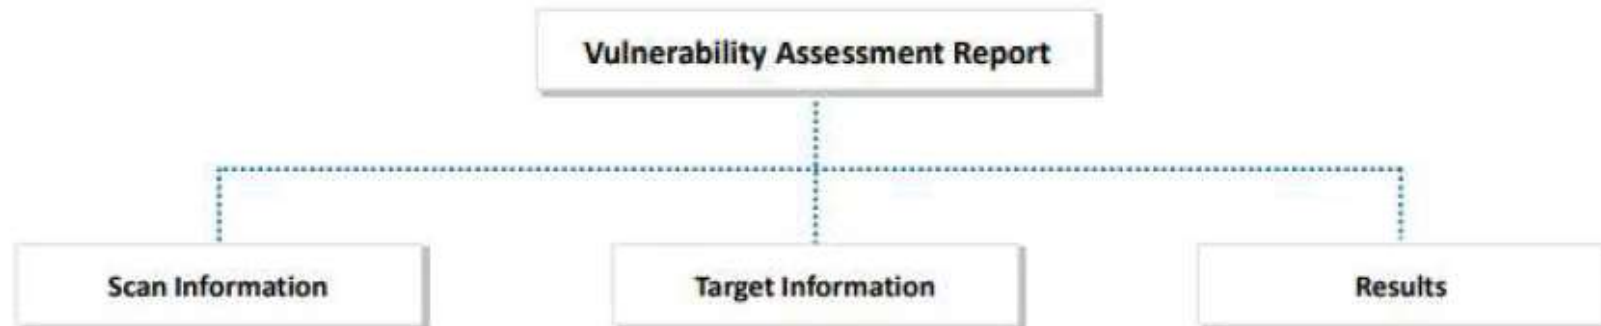 Vulnerability Assessment Report
Scan Information
Target Information
Results